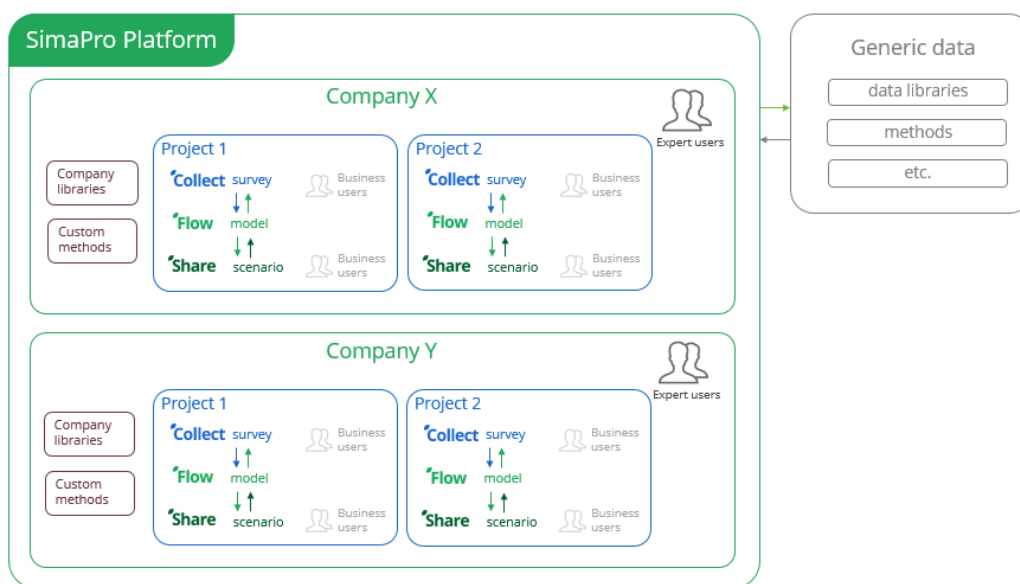 SimaPro Platform
Generic data
data libraries
methods
etc.
Company X
Expert users
Company
libraries
Custom
methods
Project 1
Collect survey
Business
users
Flow model
Share scenario
Business
users
Project 2
Collect survey
Business
users
Flow model
Share scenario
Business
users
Company Y
Expert users
Company
libraries
Custom
methods
Project 1
Collect survey
Business
users
Flow model
Share scenario
Business
users
Project 2
Collect survey
Business
users
Flow model
Share scenario
Business
users